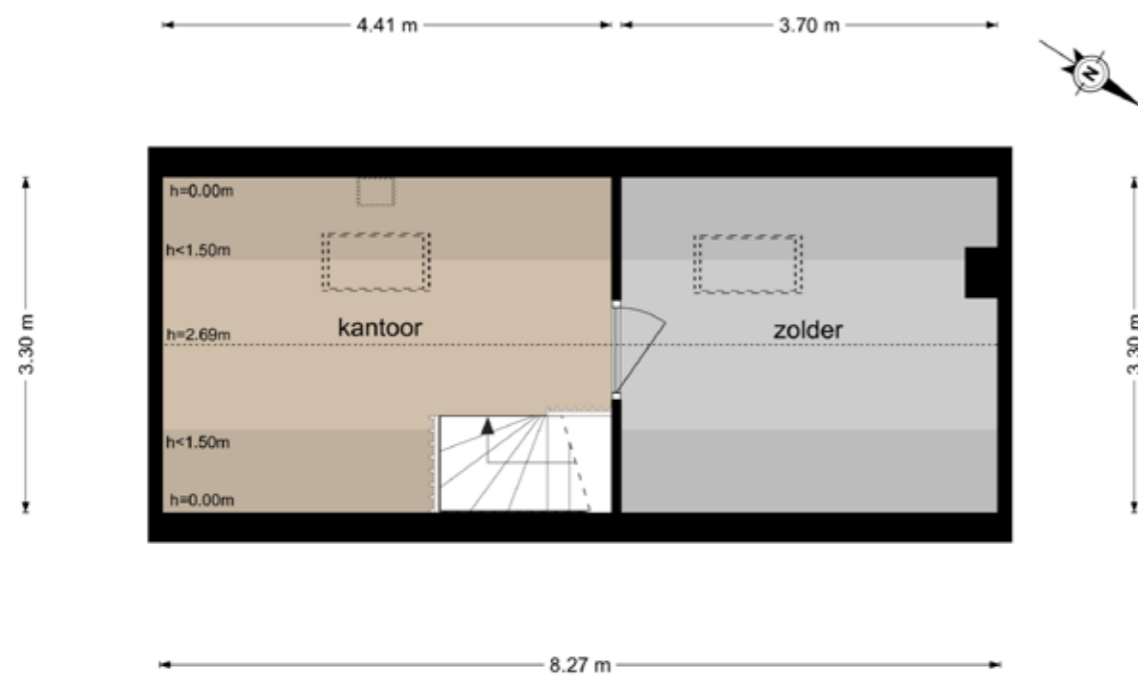 4.41 m
3.70 m
N
h=0.00m
h<1.50m
h=2.69m
kantoor
zolder
3.30 m
3.30 m
h<1.50m
h=0.00m
8.27 m